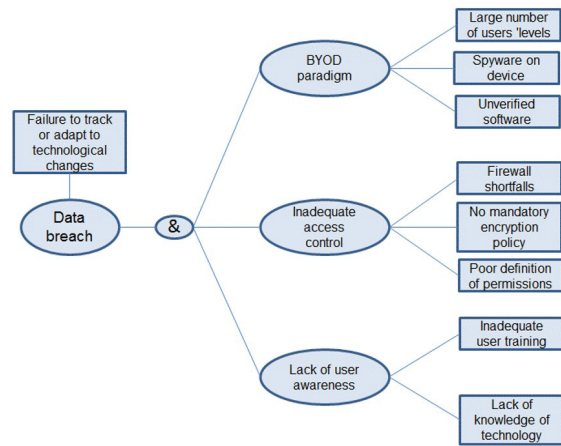 Failure to track
or adapt to
technological
changes
Data
breach
&
BYOD
paradigm
Large number
of users 'levels
Spyware on
device
Unverified
software
Inadequate
access
control
Firewall
shortfalls
No mandatory
encryption
policy
Poor definition
of permissions
Lack of user
awareness
Inadequate
user training
Lack of
knowledge of
technology